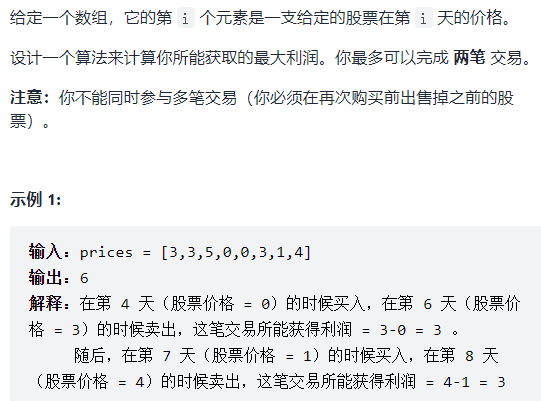 给定一个数组，它的第 i 个元素是一支给定的股票在第 i 天的价格。
设计一个算法来计算你所能获取的最大利润。你最多可以完成 两笔 交易。
注意：你不能同时参与多笔交易（你必须在再次购买前出售掉之前的股
票）。
示例 1:
输入：prices = [3,3,5,0,0,3,1,4]
输出：6
解释：在第 4 天（股票价格 = 0）的时候买入，在第 6 天（股票价
格 = 3）的时候卖出，这笔交易所能获得利润 = 3-0 = 3 。
随后，在第 7 天（股票价格 = 1）的时候买入，在第 8 天
（股票价格 = 4）的时候卖出，这笔交易所能获得利润 = 4-1 = 3